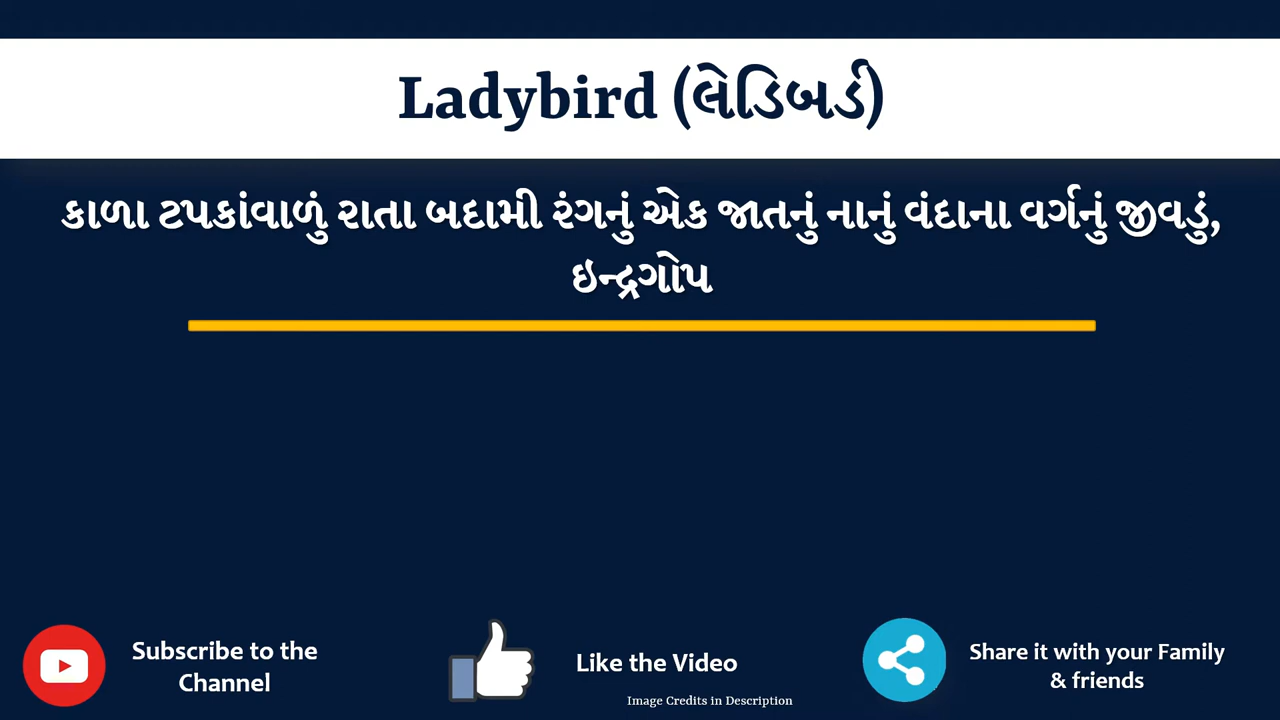 Ladybird (લેડિબર્ડ)
કાળા ટપકાંવાળું રાતા બદામી રંગનું એક જાતનું નાનું વંદાના વર્ગનું જીવડું,
ઇન્દ્રગોપ
Subscribe to the
Channel
Like the Video
Share it with your Family
& friends
Image Credits in Description